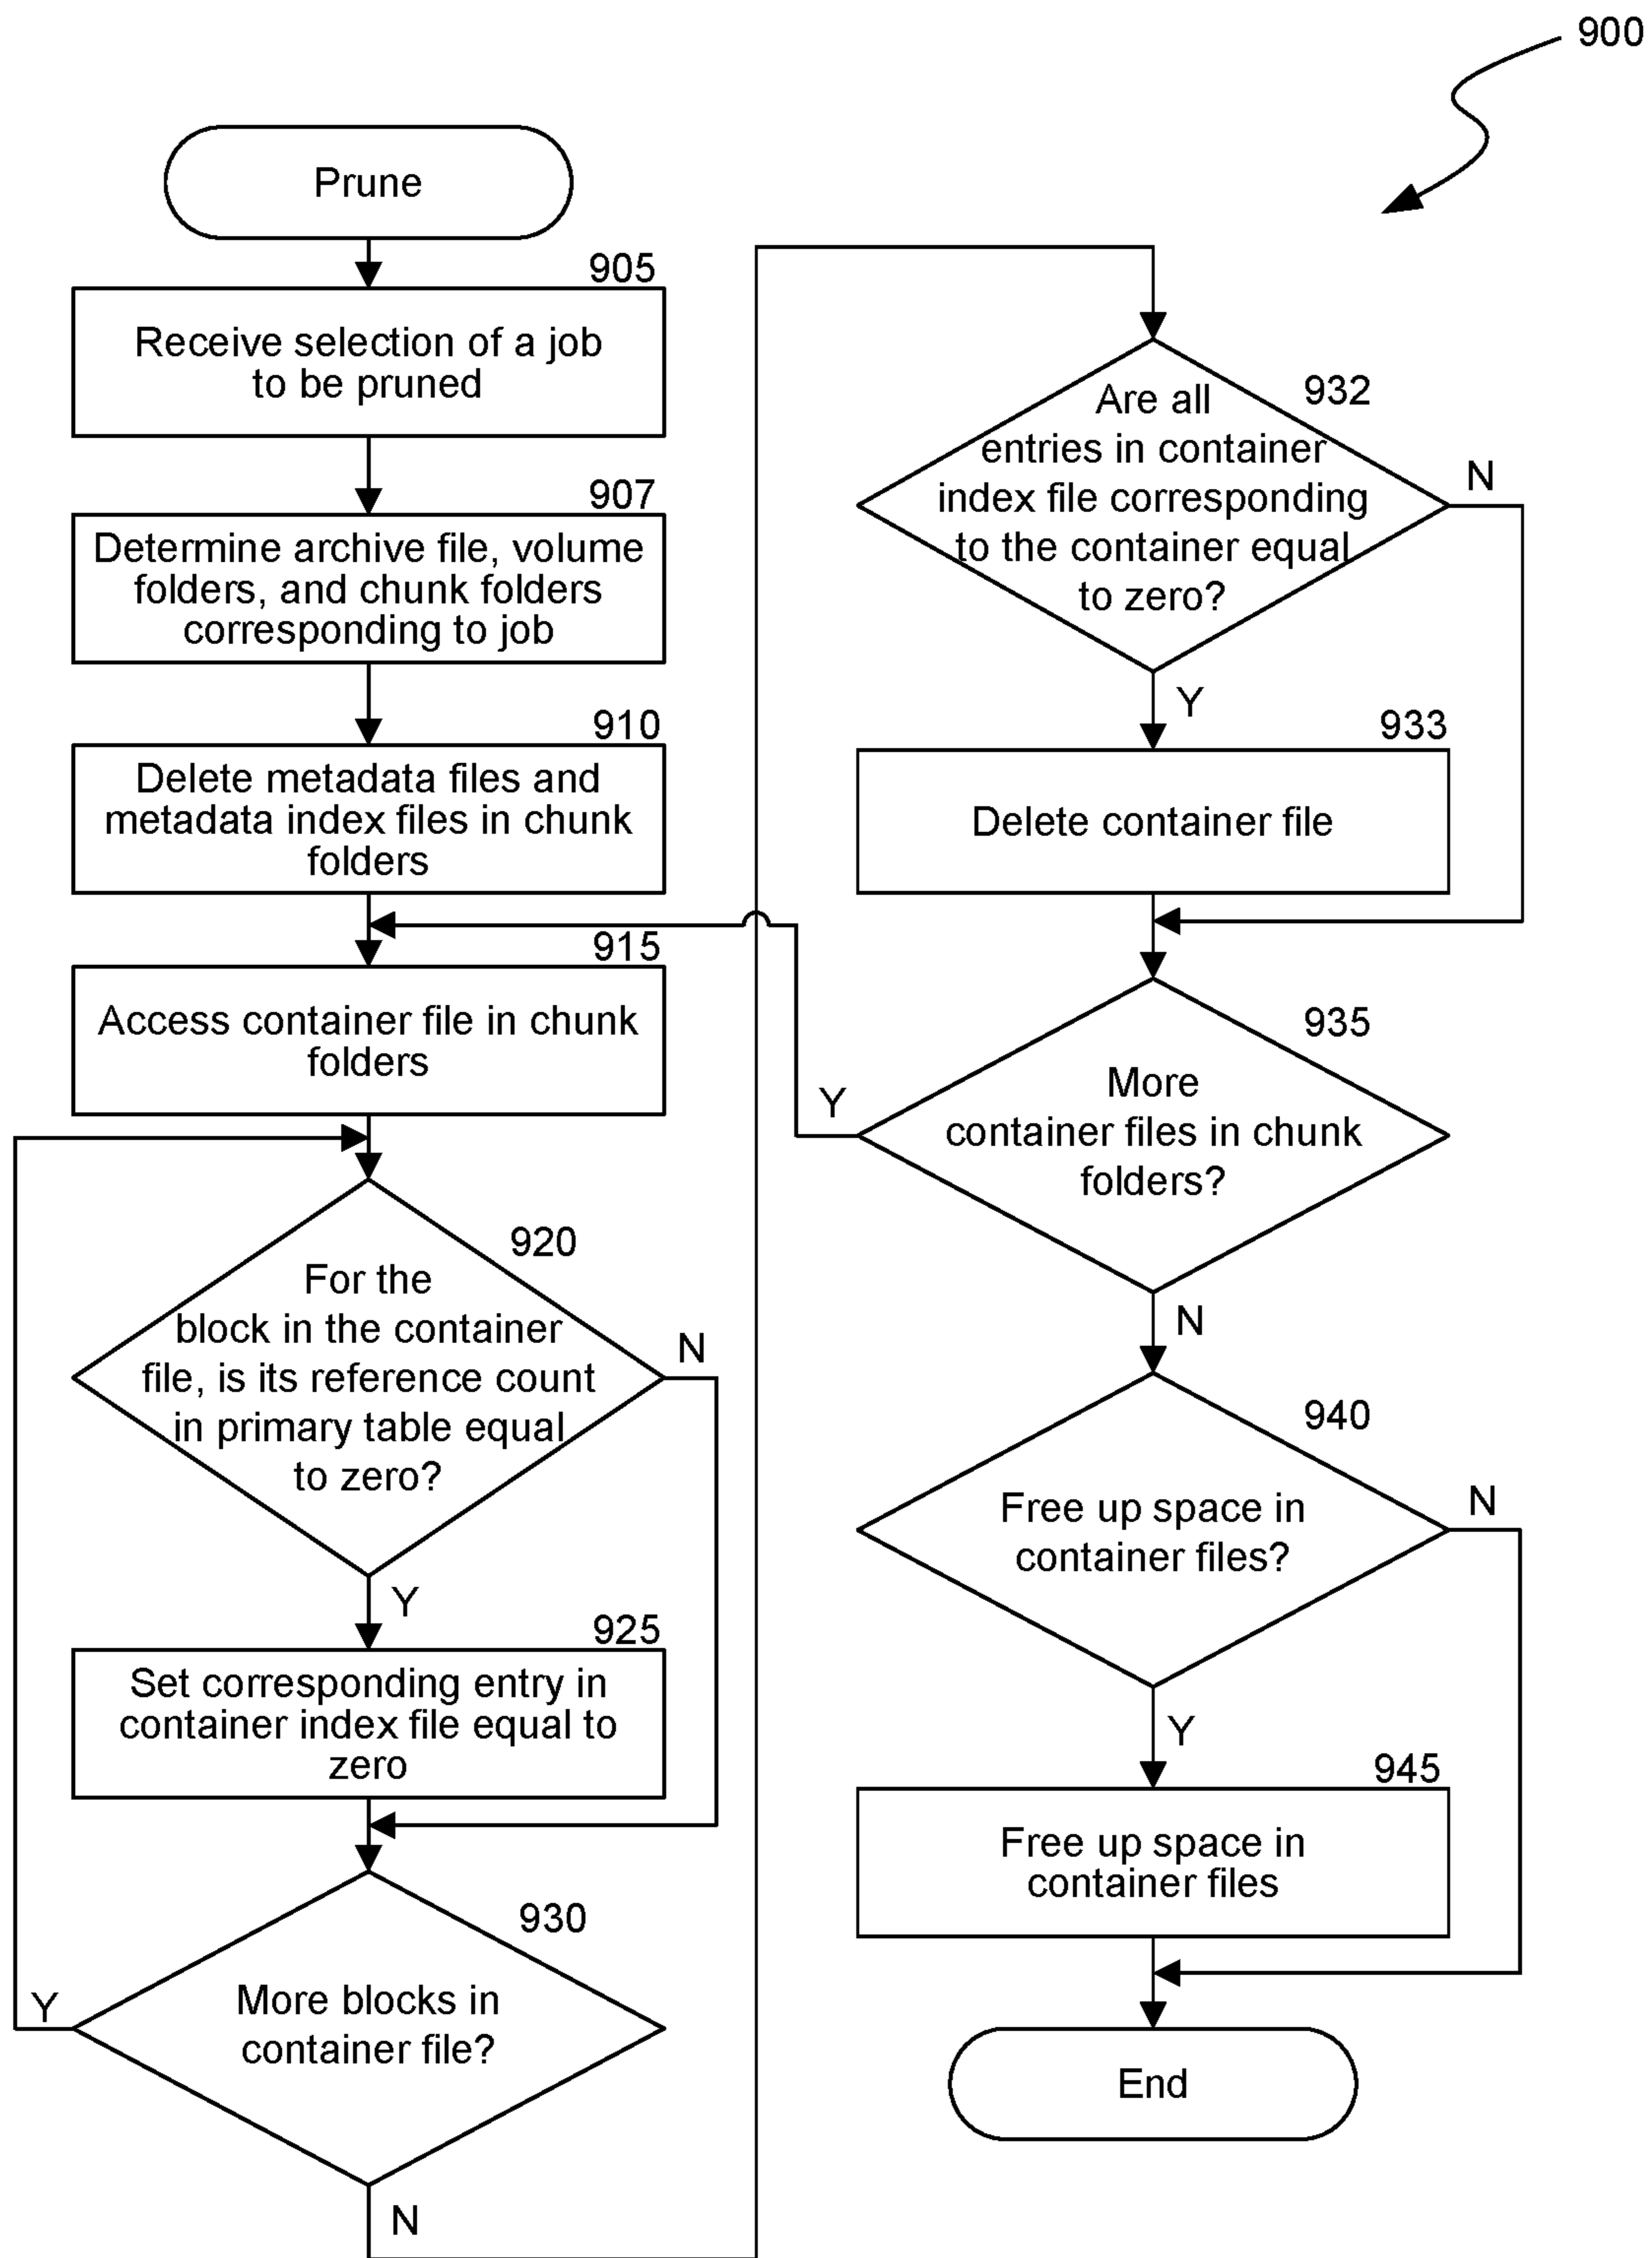 900
Prune
905
Receive selection of a job
to be pruned
907
Determine archive file, volume
folders, and chunk folders
corresponding to job
910
Delete metadata files and
metadata index files in chunk
folders
915
Access container file in chunk
folders
920
For the
block in the container
file, is its reference count
in primary table equal
to zero?
N
Y
925
Set corresponding entry in
container index file equal to
zero
930
More blocks in
container file?
Y
N
932
Are all
entries in container
index file corresponding
to the container equal
to zero?
N
Y
933
Delete container file
935
More
container files in chunk
folders?
Y
N
940
Free up space in
container files?
N
Y
945
Free up space in
container files
End